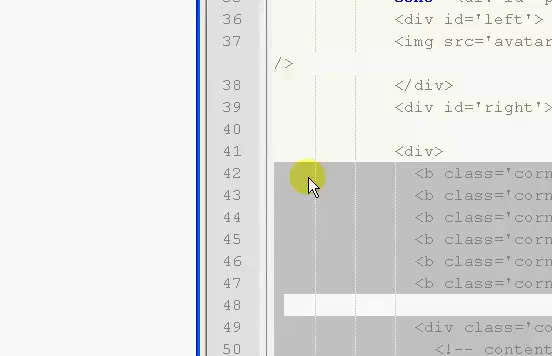 36 <div id='left'>
37 <img src='avatar
/>
38 </div>
39 <div id='right'>
40
41 <div>
42 <b class='corn
43 <b class='corn
44 <b class='corn
45 <b class='corn
46 <b class='corn
47 <b class='corn
48
49 <div class='co
50 <!-- content